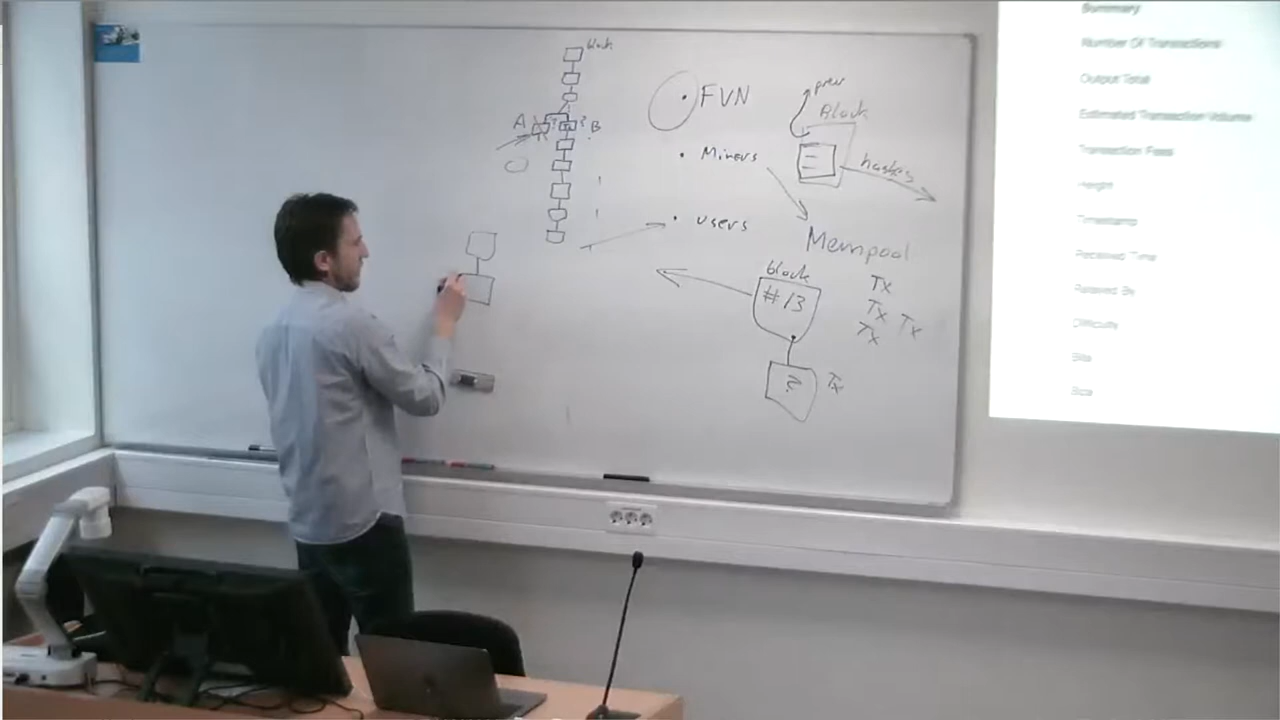 block
A
? ?
B
FVN
Miners
users
prev
Block
hashes
Mempool
block
#13
?
Tx
Tx Tx
Tx
Tx
Summary
Number Of Transactions
Output Total
Estimated Transaction Volume
Transaction Fees
Height
Timestamp
Received Time
Relayed By
Difficulty
Bits
Size